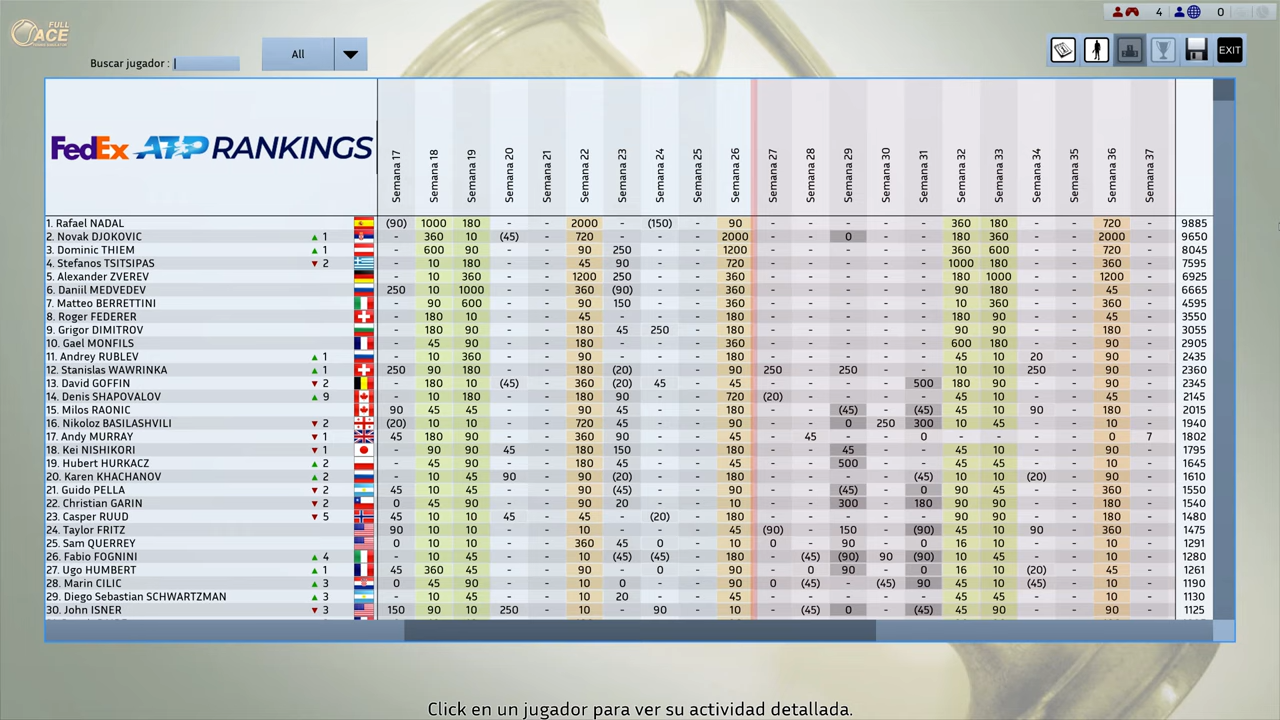 FULL
ACE
4 0
Buscar jugador :
All
EXIT
FedEx ATP RANKINGS
Semana 17 Semana 18 Semana 19 Semana 20 Semana 21 Semana 22 Semana 23 Semana 24 Semana 25 Semana 26 Semana 27 Semana 28 Semana 29 Semana 30 Semana 31 Semana 32 Semana 33 Semana 34 Semana 35 Semana 36 Semana 37
1. Rafael NADAL (90) 1000 180 - - 2000 - (150) - 90 - - - - - 360 180 - - 720 - 9885
2. Novak DJOKOVIC 1 - 360 10 (45) - 720 - - - 2000 - - 0 - - 180 360 - - 2000 - 9650
3. Dominic THIEM 1 - 600 90 - - 90 250 - - 1200 - - - - - 360 600 - - 1200 - 8045
4. Stefanos TSITSIPAS 2 - 10 180 - - 45 90 - - 720 - - - - - 1000 180 - - 360 - 7595
5. Alexander ZVEREV - 10 360 - - 1200 250 - - 360 - - - - - 180 1000 - - 1200 - 6925
6. Daniil MEDVEDEV 250 10 1000 - - 360 (90) - - 360 - - - - - 90 180 - - 45 - 6665
7. Matteo BERRETTINI - 90 600 - - 90 150 - - 360 - - - - - 10 360 - - 360 - 4595
8. Roger FEDERER - 180 10 - - 45 - - - 180 - - - - - 180 90 - - 45 - 3550
9. Grigor DIMITROV - 180 90 - - 180 45 250 - 180 - - - - - 90 90 - - 180 - 3055
10. Gael MONFILS - 45 90 - - 180 - - - 360 - - - - - 600 180 - - 90 - 2905
11. Andrey RUBLEV 1 - 10 360 - - 90 - - - 180 - - - - - 45 10 20 - 90 - 2435
12. Stanislas WAWRINKA 1 250 90 180 - - 180 (20) - - 180 250 - 250 - - 10 10 250 - 90 - 2360
13. David GOFFIN 2 - 180 10 (45) - 360 (20) 45 - 45 - - - - 500 180 90 - - 45 - 2345
14. Denis SHAPOVALOV 9 - 10 180 - - 180 90 - - 720 (20) - - - - 45 10 - - 45 - 2145
15. Milos RAONIC 90 45 45 - - 90 45 - - 180 - - (45) - (45) 45 10 90 - 180 - 2015
16. Nikoloz BASILASHVILI 2 (20) 10 10 - - 720 45 - - 90 - - 0 250 300 10 45 - - 90 - 1940
17. Andy MURRAY 1 45 180 90 - - 360 90 - - 45 - 45 - - 0 - - - - 0 7 1802
18. Kei NISHIKORI 1 - 90 90 45 - 180 150 - - 90 - - 45 - - 45 10 - - 90 - 1795
19. Hubert HURKACZ 2 - 45 90 - - 180 45 - - 90 - - 500 - - 45 45 - - 90 - 1645
20. Karen KHACHANOV 2 - 10 45 90 - 90 (20) - - 180 - - - - (45) 10 45 (20) - 90 - 1610
21. Guido PELLA 2 45 10 45 - - 90 (45) - - 90 - - (45) - 0 90 45 - - 360 - 1550
22. Christian GARIN 2 0 45 90 - - 90 20 - - 10 - - 300 - 180 90 10 - - 180 - 1540
23. Casper RUUD 5 45 10 10 45 - 45 - (20) - 180 - - - - - 90 90 - - 90 - 1480
24. Taylor FRITZ 90 10 10 - - 10 - - - 45 (90) - 150 - (90) 45 10 90 - 360 - 1475
25. Sam QUERREY 0 10 10 - - 360 45 0 - 90 0 - 90 - 0 16 10 - - 10 - 1291
26. Fabio FOGNINI 4 - 10 45 - - 10 (45) (45) - 180 - (45) (90) 90 (90) 10 45 - - 45 - 1280
27. Ugo HUMBERT 1 45 360 45 - - 90 - 0 - 90 - 0 90 - 0 16 10 (20) - 45 - 1261
28. Marin CILIC 3 0 45 90 - - 10 0 - - 90 0 (45) - (45) 90 45 10 (45) - 10 - 1190
29. Diego Sebastian SCHWARTZMAN 3 - 10 45 - - 90 20 - - 10 - - - - - 45 90 - - 10 - 1130
30. John ISNER 3 150 90 10 250 - 10 - 90 - 10 - (45) 0 - (45) 45 90 - - 90 - 1125
Click en un jugador para ver su actividad detallada.